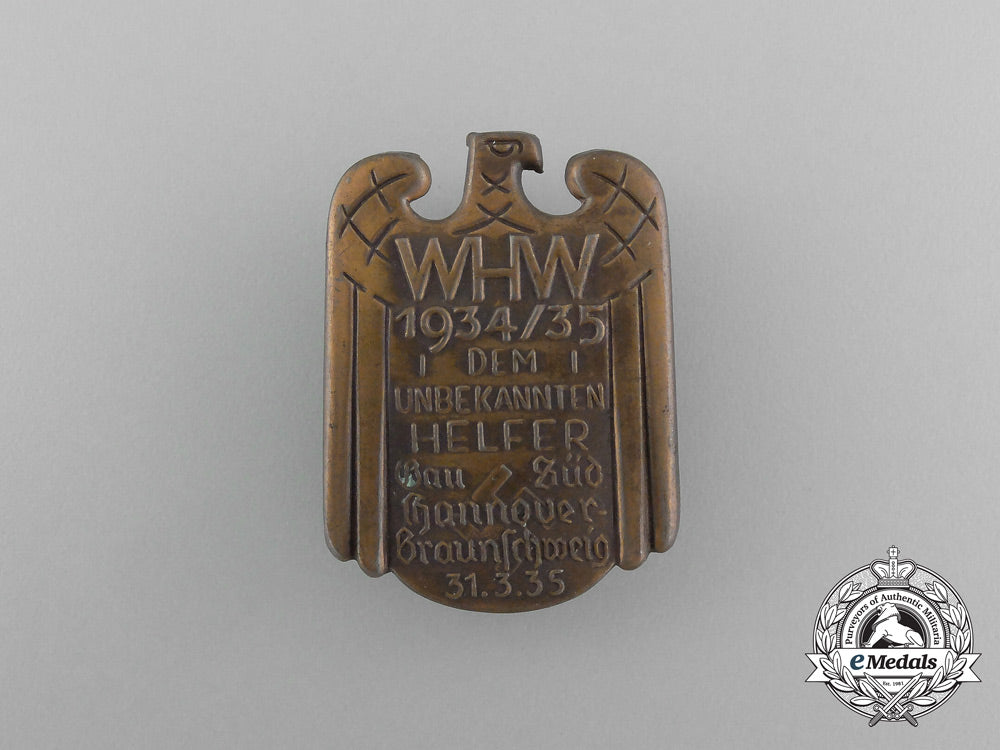 WHW
1934/35
I DEM I
UNBEKANNTEN
HELFER
Gau Süd
Hannover-
Braunschweig
31.3.35
Purveyors of Authentic Militaria
eMedals
Est. 1981